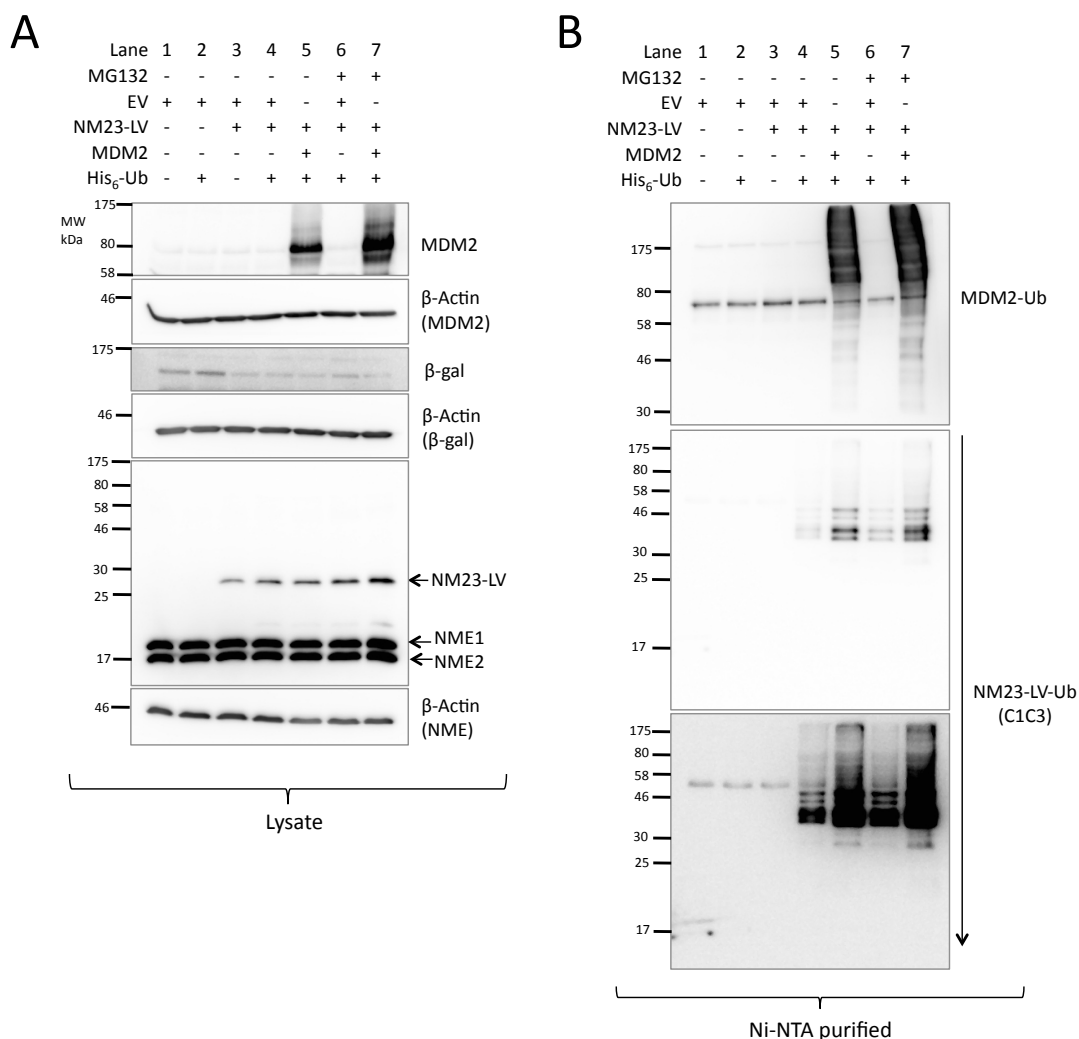 A
Lane 1 2 3 4 5 6 7
MG132 - - - - - + +
EV + + + + - + -
NM23-LV - - + + + + +
MDM2 - - - - + - +
His6-Ub - + - + + + +
MW
kDa
175
80
58
MDM2
46
β-Actin
(MDM2)
175
β-gal
46
β-Actin
(β-gal)
175
80
58
46
30
25
17
NM23-LV
NME1
NME2
46
β-Actin
(NME)
Lysate
B
Lane 1 2 3 4 5 6 7
MG132 - - - - - + +
EV + + + + - + -
NM23-LV - - + + + + +
MDM2 - - - - + - +
His6-Ub - + - + + + +
175
80
58
46
30
MDM2-Ub
175
80
58
46
30
25
17
NM23-LV-Ub
(C1C3)
175
80
58
46
30
25
17
Ni-NTA purified